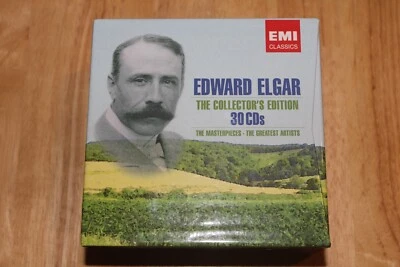 EMI
CLASSICS
EDWARD ELGAR
THE COLLECTOR'S EDITION
30 CDs
THE MASTERPIECES · THE GREATEST ARTISTS